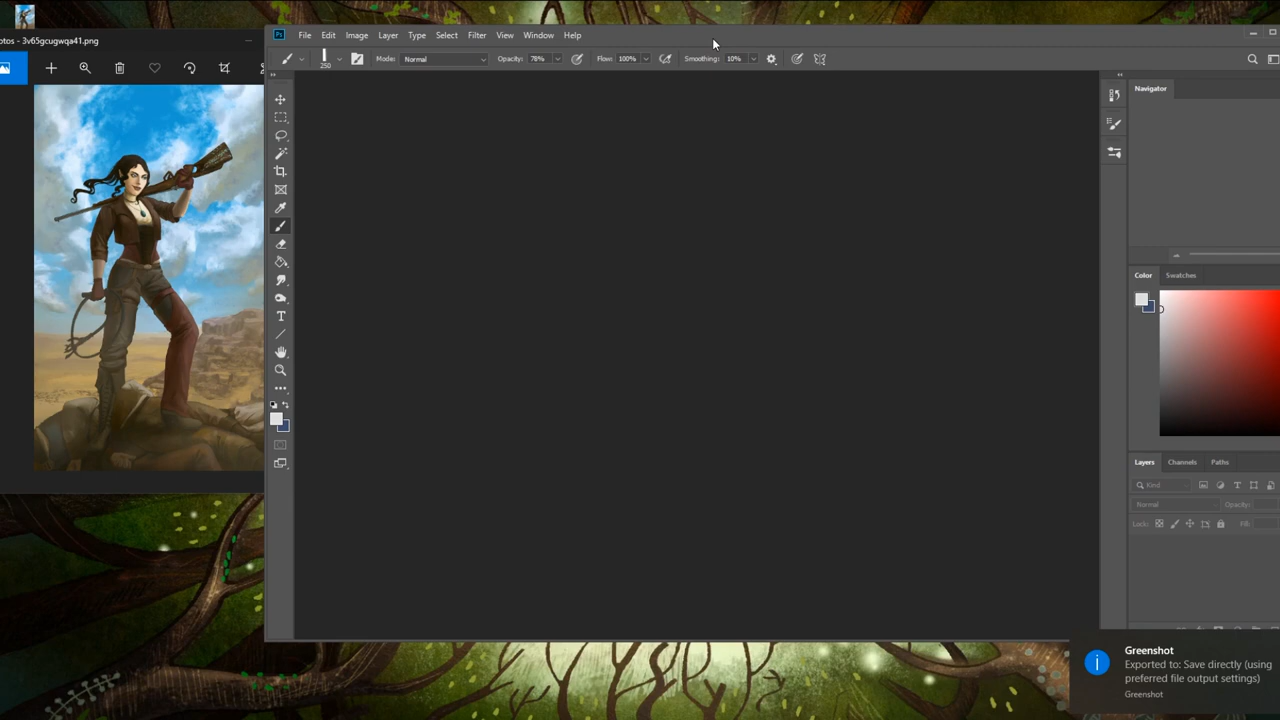 otos - 3v65gcugwqa41.png
Ps File Edit Image Layer Type Select Filter View Window Help
250 Mode: Normal Opacity: 78% Flow: 100% Smoothing: 10%
Navigator
Color Swatches
Layers Channels Paths
Kind
Normal Opacity:
Lock: Fill:
Greenshot
Exported to: Save directly (using
preferred file output settings)
Greenshot